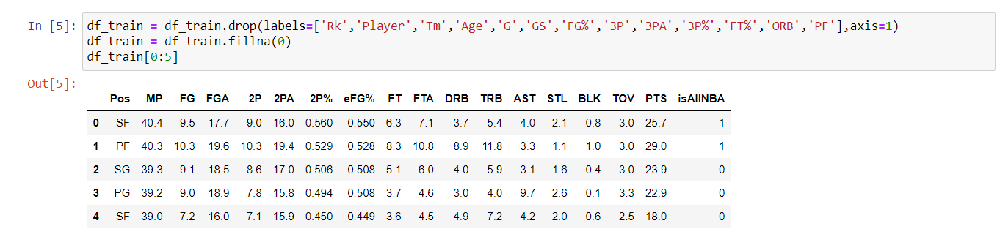 In [5]: df_train = df_train.drop(labels=['Rk','Player','Tm','Age','G','GS','FG%','3P','3PA','3P%','FT%','ORB','PF'],axis=1)
df_train = df_train.fillna(0)
df_train[0:5]
Out[5]:
Pos MP FG FGA 2P 2PA 2P% eFG% FT FTA DRB TRB AST STL BLK TOV PTS isAllNBA
0 SF 40.4 9.5 17.7 9.0 16.0 0.560 0.550 6.3 7.1 3.7 5.4 4.0 2.1 0.8 3.0 25.7 1
1 PF 40.3 10.3 19.6 10.3 19.4 0.529 0.528 8.3 10.8 8.9 11.8 3.3 1.1 1.0 3.0 29.0 1
2 SG 39.3 9.1 18.5 8.6 17.0 0.506 0.508 5.1 6.0 4.0 5.9 3.1 1.6 0.4 3.0 23.9 0
3 PG 39.2 9.0 18.9 7.8 15.8 0.494 0.508 3.7 4.6 3.0 4.0 9.7 2.6 0.1 3.3 22.9 0
4 SF 39.0 7.2 16.0 7.1 15.9 0.450 0.449 3.6 4.5 4.9 7.2 4.2 2.0 0.6 2.5 18.0 0